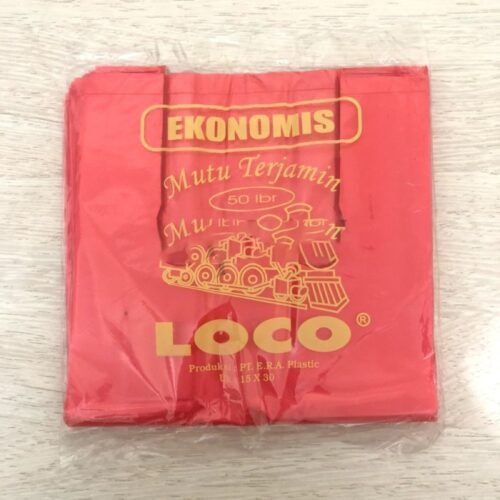 EKONOMIS
Mutu Terjamin
50 lbr
LOCO®
Produksi : PT. E.R.A. Plastic
15 X 30